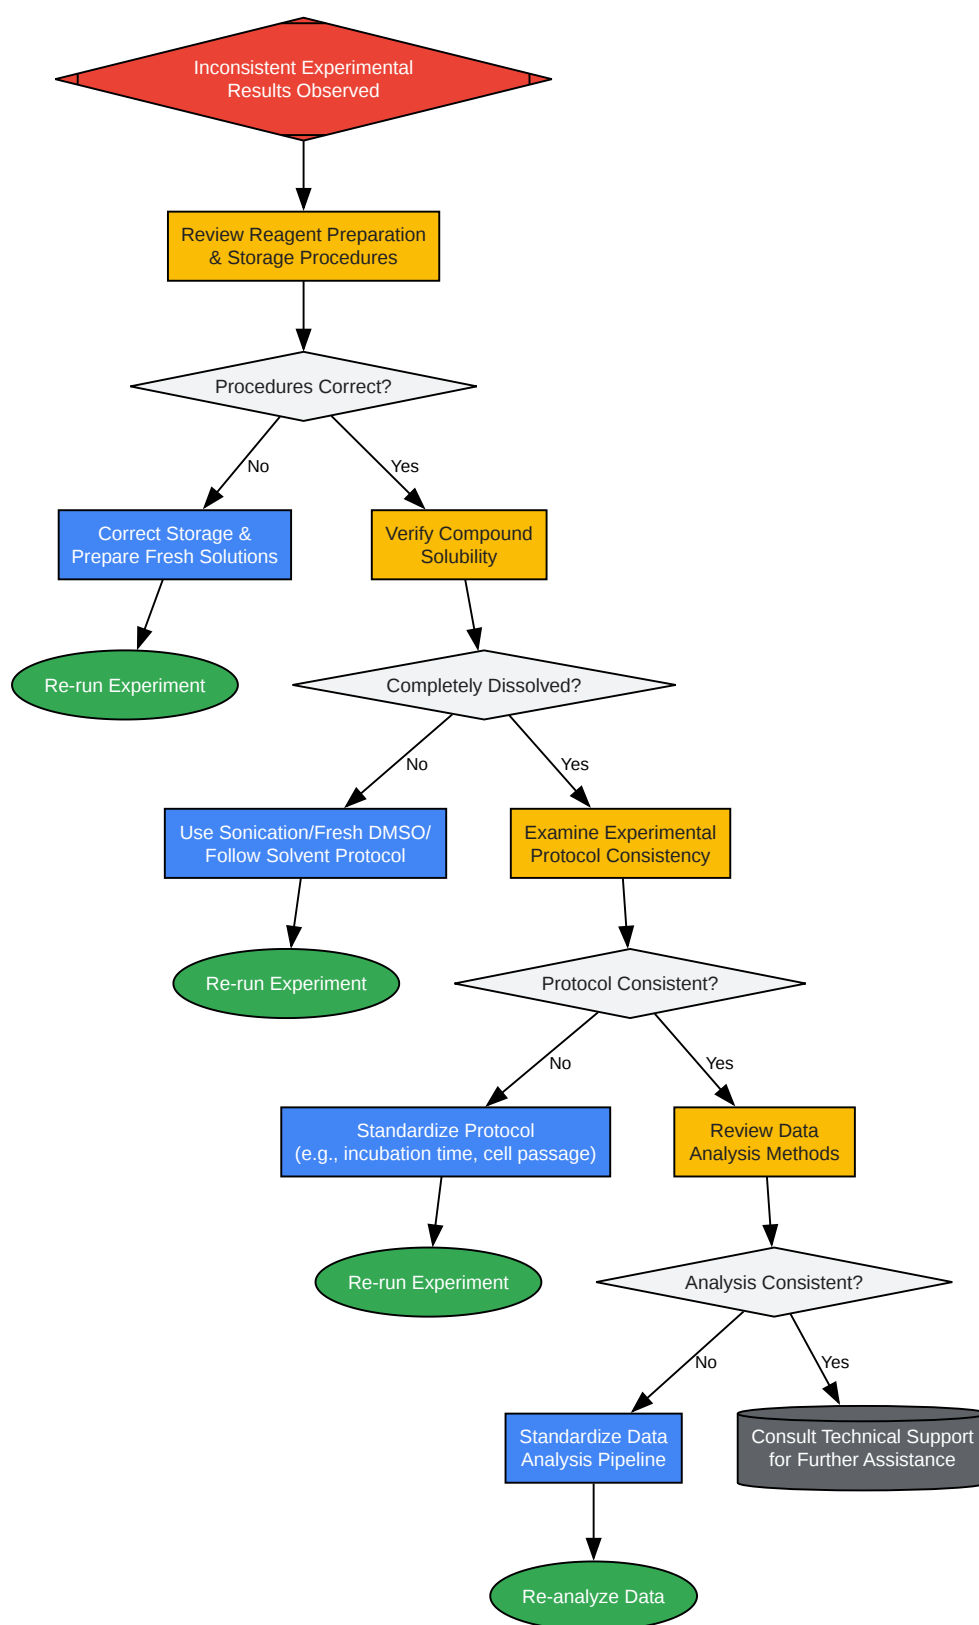 Inconsistent Experimental
Results Observed
Review Reagent Preparation
& Storage Procedures
Procedures Correct?
No
Yes
Correct Storage &
Prepare Fresh Solutions
Verify Compound
Solubility
Re-run Experiment
Completely Dissolved?
No
Yes
Use Sonication/Fresh DMSO/
Follow Solvent Protocol
Examine Experimental
Protocol Consistency
Re-run Experiment
Protocol Consistent?
No
Yes
Standardize Protocol
(e.g., incubation time, cell passage)
Review Data
Analysis Methods
Re-run Experiment
Analysis Consistent?
No
Yes
Standardize Data
Analysis Pipeline
Consult Technical Support
for Further Assistance
Re-analyze Data